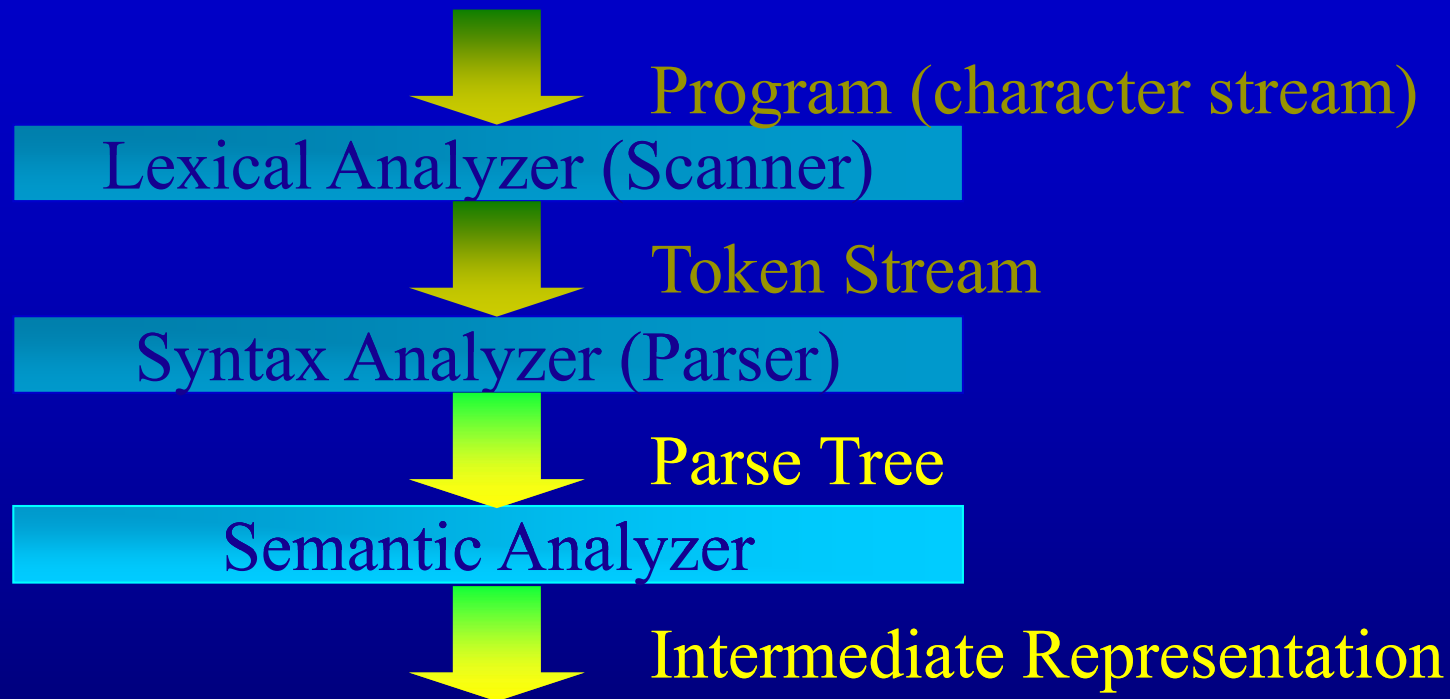 Program (character stream)
Lexical Analyzer (Scanner)
Token Stream
Syntax Analyzer (Parser)
Parse Tree
Semantic Analyzer
Intermediate Representation